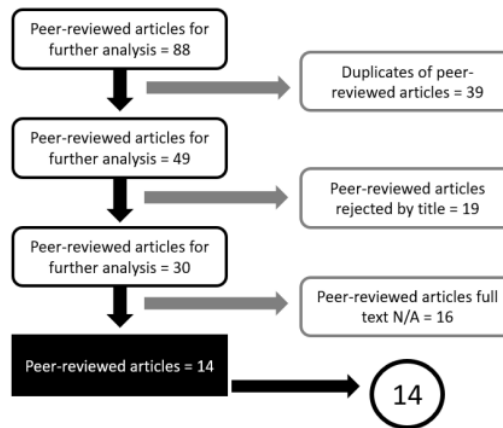 Peer-reviewed articles for
further analysis = 88
Duplicates of peer-
reviewed articles = 39
Peer-reviewed articles for
further analysis = 49
Peer-reviewed articles
rejected by title = 19
Peer-reviewed articles for
further analysis = 30
Peer-reviewed articles full
text N/A = 16
Peer-reviewed articles = 14
14